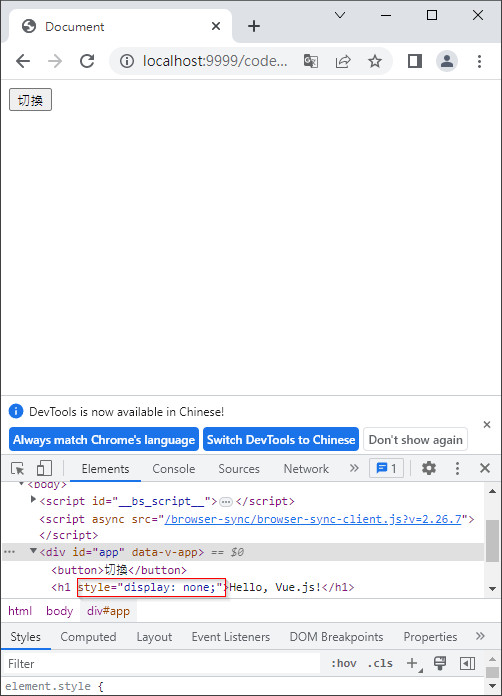 Document
localhost:9999/code...
切換
DevTools is now available in Chinese!
Always match Chrome's language
Switch DevTools to Chinese
Don't show again
Elements
Console
Sources
Network
1
<body>
<script id="__bs_script__">…</script>
<script async src="/browser-sync/browser-sync-client.js?v=2.26.7">
</script>
<div id="app" data-v-app> == $0
<button>切換</button>
<h1 style="display: none;">Hello, Vue.js!</h1>
html body div#app
Styles Computed Layout Event Listeners DOM Breakpoints Properties
Filter :hov .cls
element.style {